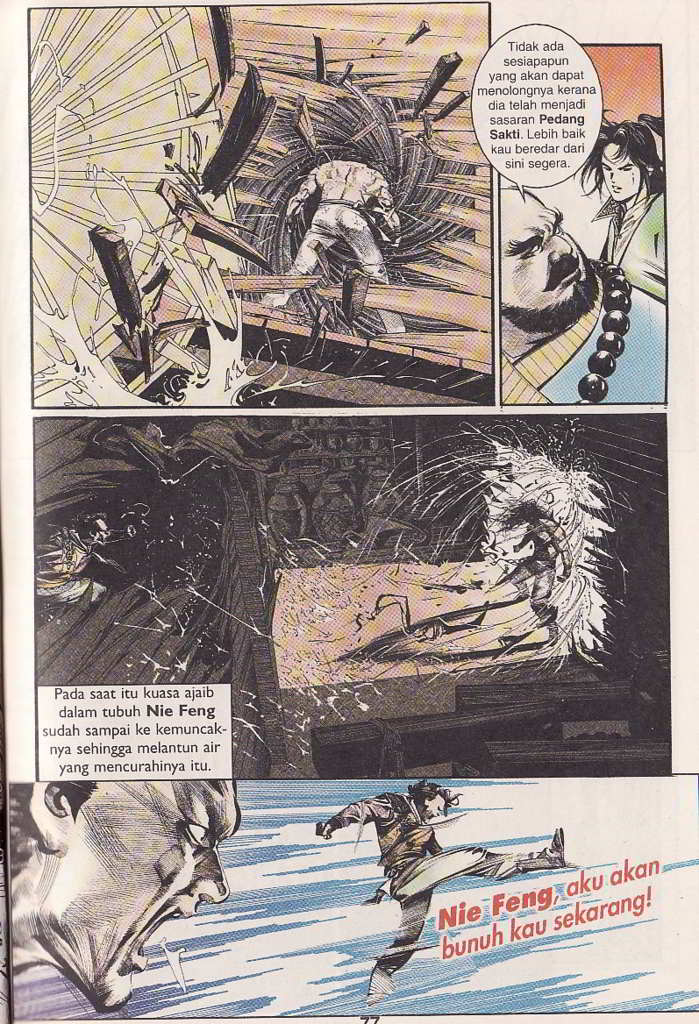 Tidak ada
sesiapapun
yang akan dapat
menolongnya kerana
dia telah menjadi
sasaran Pedang
Sakti. Lebih baik
kau beredar dari
sini segera.
Pada saat itu kuasa ajaib
dalam tubuh Nie Feng
sudah sampai ke kemuncak-
nya sehingga melantun air
yang mencurahinya itu.
Nie Feng, aku akan
bunuh kau sekarang!
77